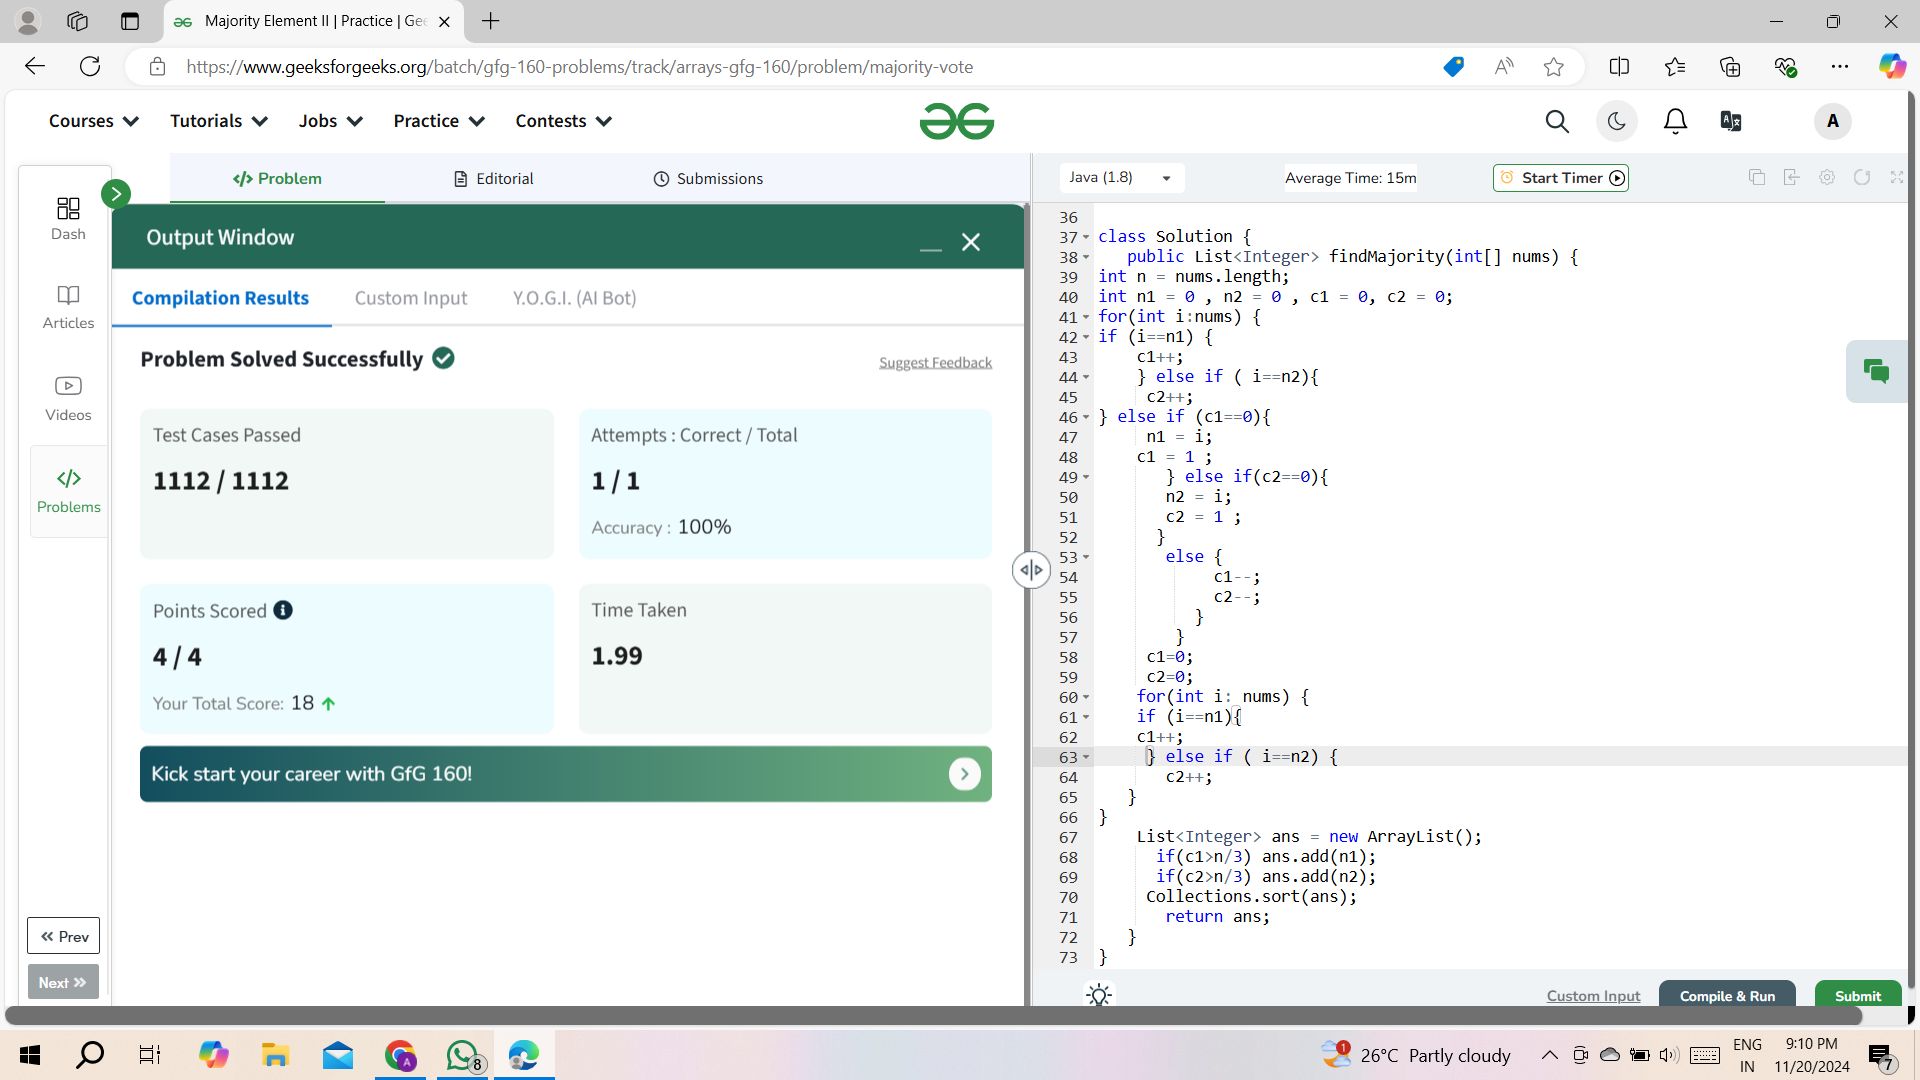 Majority Element II | Practice | Gee
https://www.geeksforgeeks.org/batch/gfg-160-problems/track/arrays-gfg-160/problem/majority-vote
Courses
Tutorials
Jobs
Practice
Contests
A
Dash
Articles
Videos
</>
Problems
Prev
Next
</> Problem
Editorial
Submissions
Output Window
Compilation Results
Custom Input
Y.O.G.I. (AI Bot)
Problem Solved Successfully
Suggest Feedback
Test Cases Passed
1112 / 1112
Attempts : Correct / Total
1 / 1
Accuracy : 100%
Points Scored
4 / 4
Your Total Score: 18
Time Taken
1.99
Kick start your career with GfG 160!
Java (1.8)
Average Time: 15m
Start Timer
36
37 class Solution {
38 public List<Integer> findMajority(int[] nums) {
39 int n = nums.length;
40 int n1 = 0 , n2 = 0 , c1 = 0, c2 = 0;
41 for(int i:nums) {
42 if (i==n1) {
43 c1++;
44 } else if ( i==n2){
45 c2++;
46 } else if (c1==0){
47 n1 = i;
48 c1 = 1 ;
49 } else if(c2==0){
50 n2 = i;
51 c2 = 1 ;
52 }
53 else {
54 c1--;
55 c2--;
56 }
57 }
58 c1=0;
59 c2=0;
60 for(int i: nums) {
61 if (i==n1){
62 c1++;
63 } else if ( i==n2) {
64 c2++;
65 }
66 }
67 List<Integer> ans = new ArrayList();
68 if(c1>n/3) ans.add(n1);
69 if(c2>n/3) ans.add(n2);
70 Collections.sort(ans);
71 return ans;
72 }
73 }
Custom Input
Compile & Run
Submit
A
8
1
26°C Partly cloudy
ENG
IN
9:10 PM
11/20/2024
7